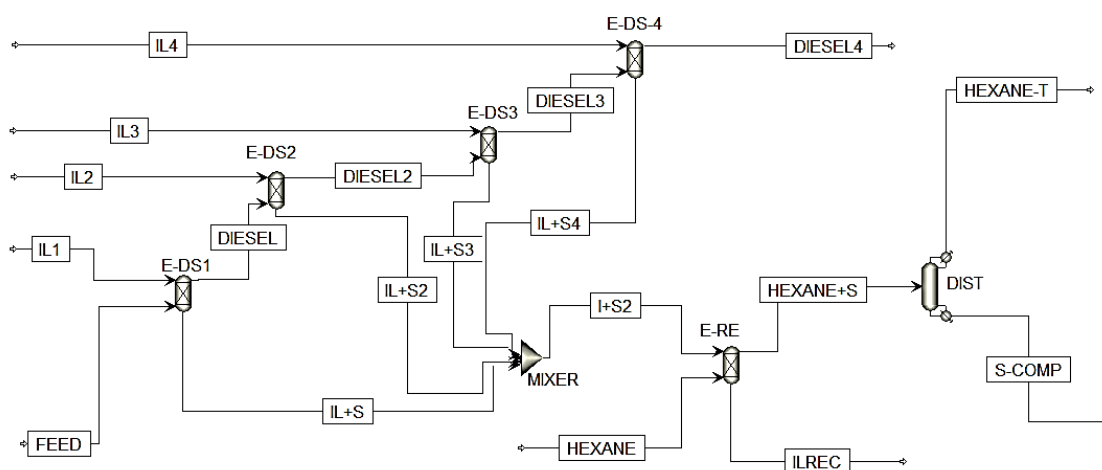 E-DS-4
IL4
DIESEL4
HEXANE-T
DIESEL3
E-DS3
IL3
E-DS2
IL2
DIESEL2
IL+S3
IL+S4
DIESEL
IL1
E-DS1
IL+S2
I+S2
HEXANE+S
DIST
E-RE
MIXER
S-COMP
IL+S
FEED
HEXANE
ILREC